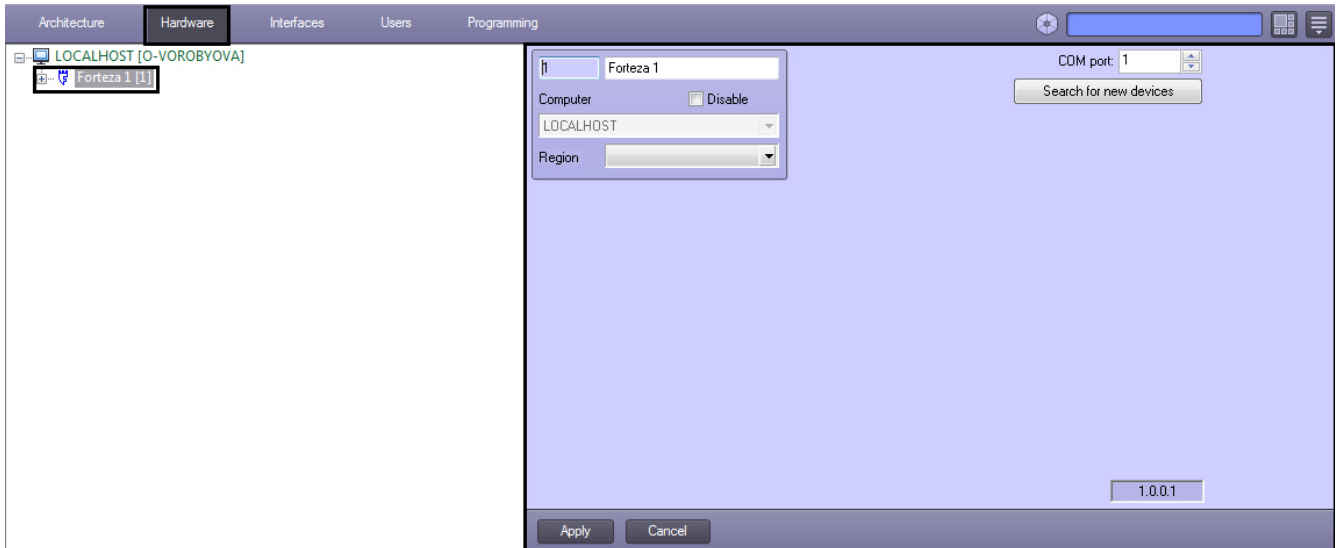 Architecture Hardware Interfaces Users Programming
LOCALHOST [O-VOROBYOVA]
Forteza 1 [1]
1 Forteza 1
Computer Disable
LOCALHOST
Region
COM port: 1
Search for new devices
1.0.0.1
Apply Cancel